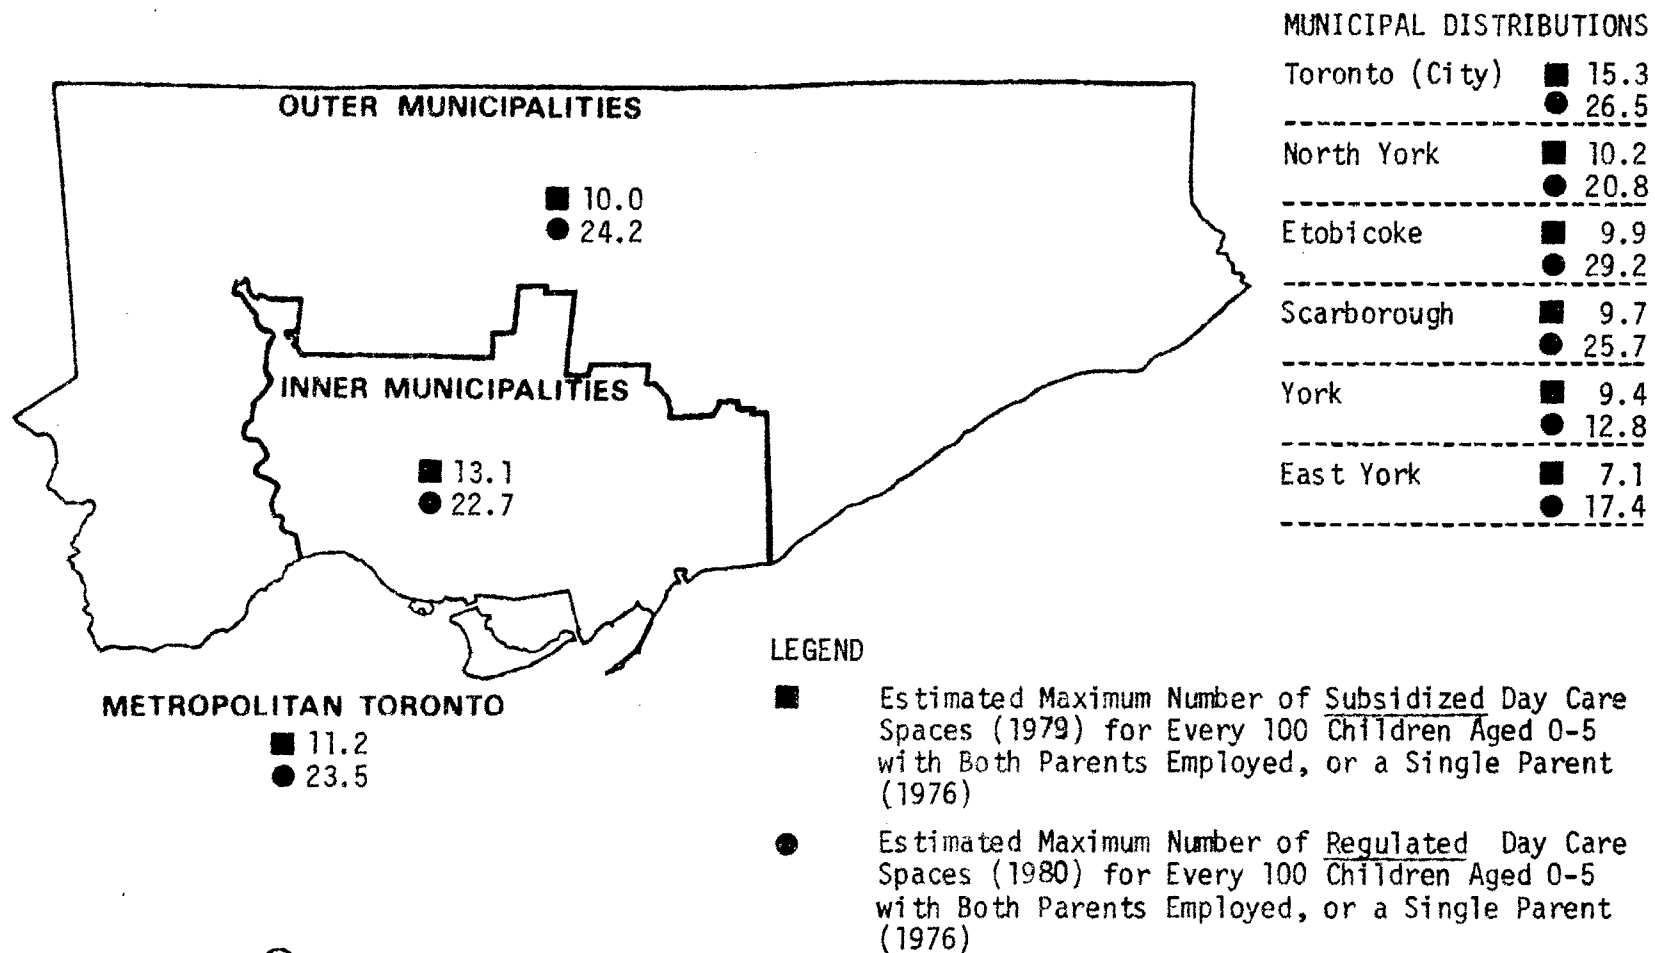 MUNICIPAL DISTRIBUTIONS
Toronto (City) ■ 15.3
● 26.5
North York ■ 10.2
● 20.8
Etobicoke ■ 9.9
● 29.2
Scarborough ■ 9.7
● 25.7
York ■ 9.4
● 12.8
East York ■ 7.1
● 17.4
OUTER MUNICIPALITIES
■ 10.0
● 24.2
INNER MUNICIPALITIES
■ 13.1
● 22.7
METROPOLITAN TORONTO
■ 11.2
● 23.5
LEGEND
■ Estimated Maximum Number of Subsidized Day Care
Spaces (1979) for Every 100 Children Aged 0-5
with Both Parents Employed, or a Single Parent
(1976)
● Estimated Maximum Number of Regulated Day Care
Spaces (1980) for Every 100 Children Aged 0-5
with Both Parents Employed, or a Single Parent
(1976)